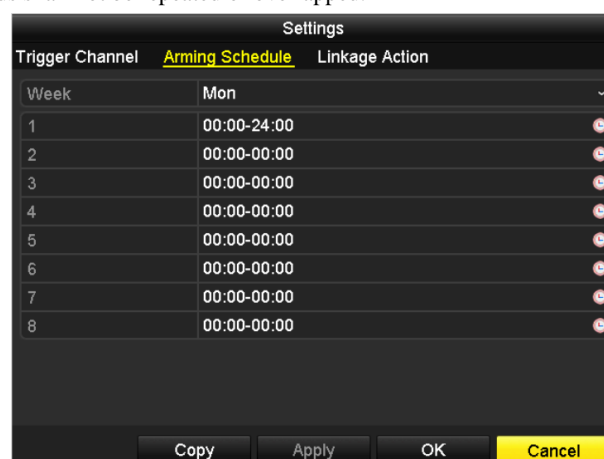 Settings
Trigger Channel Arming Schedule Linkage Action
Week Mon
1 00:00-24:00
2 00:00-00:00
3 00:00-00:00
4 00:00-00:00
5 00:00-00:00
6 00:00-00:00
7 00:00-00:00
8 00:00-00:00
Copy Apply OK Cancel